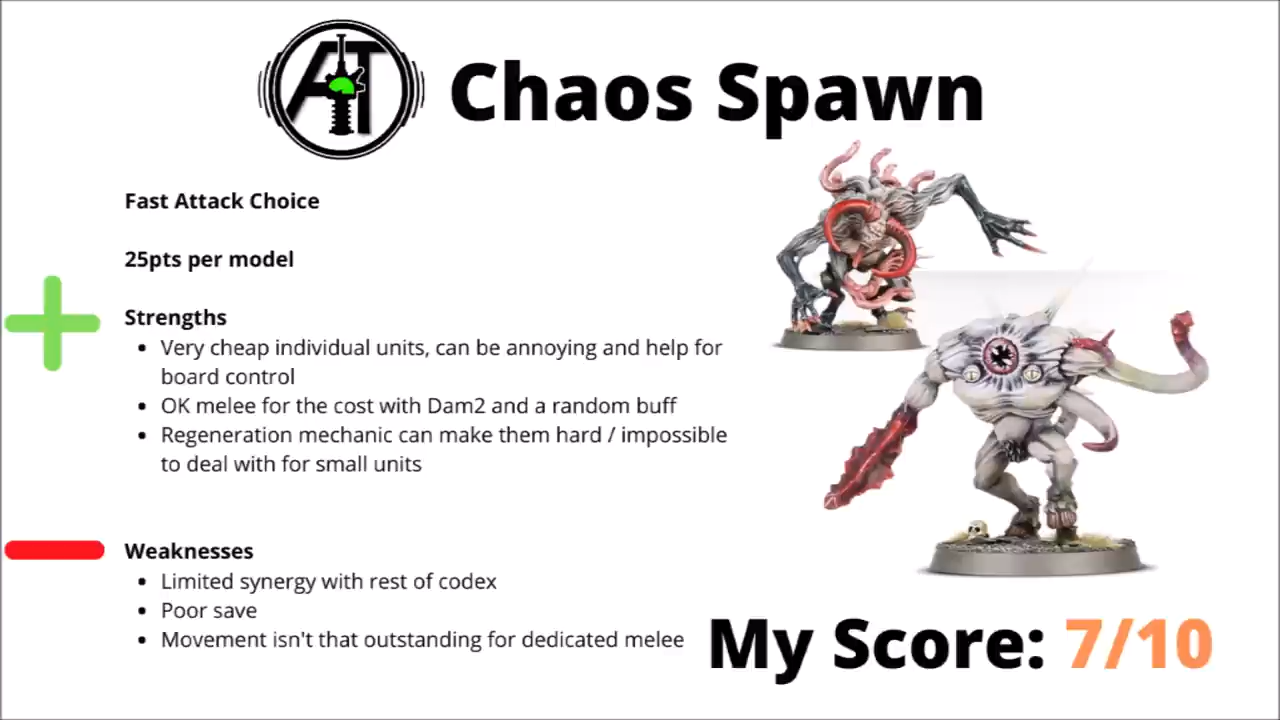 AT
Chaos Spawn
Fast Attack Choice
25pts per model
Strengths
• Very cheap individual units, can be annoying and help for
board control
• OK melee for the cost with Dam2 and a random buff
• Regeneration mechanic can make them hard / impossible
to deal with for small units
Weaknesses
• Limited synergy with rest of codex
• Poor save
• Movement isn't that outstanding for dedicated melee
My Score: 7/10